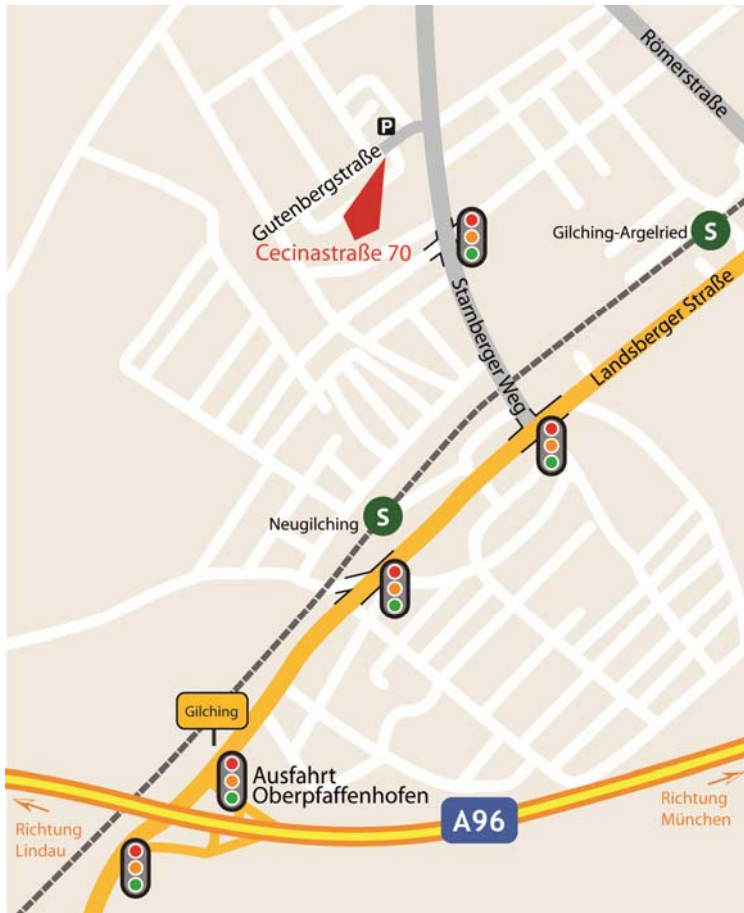 Römerstraße
P
Gutenbergstraße
Cecinastraße 70
Gilching-Argelried
S
Starnberger Weg
Landsberger Straße
Neugilching
S
Gilching
Ausfahrt
Oberpfaffenhofen
A96
Richtung
Lindau
Richtung
München